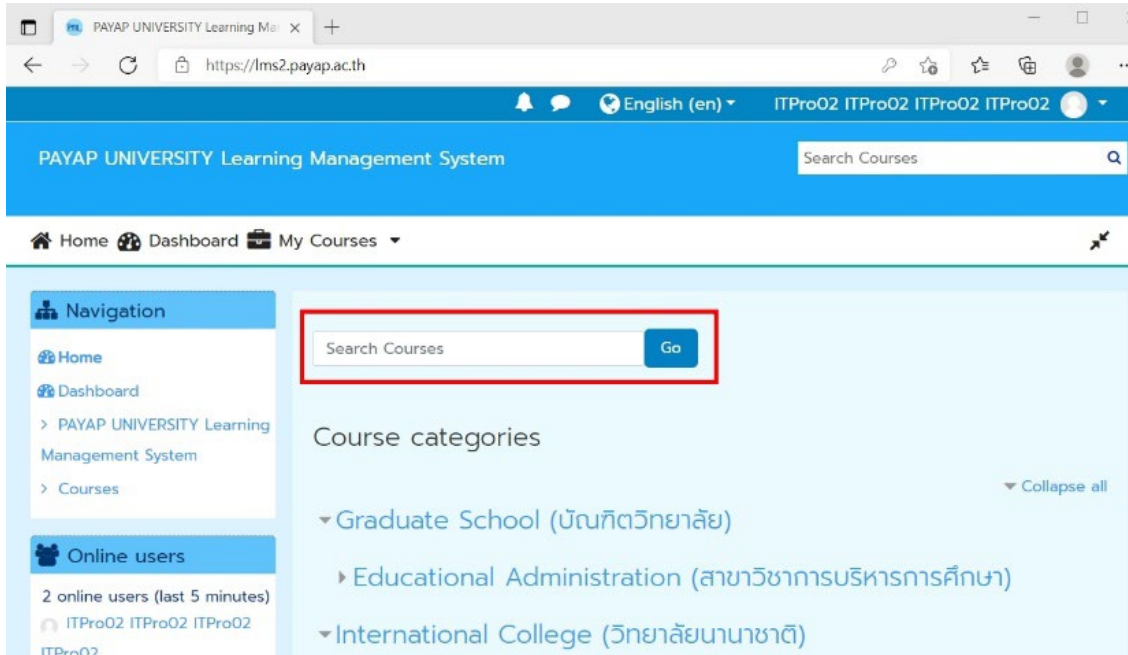 PAYAP UNIVERSITY Learning Ma
https://lms2.payap.ac.th
English (en)
ITPro02 ITPro02 ITPro02 ITPro02
PAYAP UNIVERSITY Learning Management System
Search Courses
Home Dashboard My Courses
Navigation
Home
Dashboard
PAYAP UNIVERSITY Learning
Management System
Courses
Online users
2 online users (last 5 minutes)
ITPro02 ITPro02 ITPro02
ITPro02
Search Courses Go
Course categories
Collapse all
Graduate School (บัณฑิตวิทยาลัย)
Educational Administration (สาขาวิชาการบริหารการศึกษา)
International College (วิทยาลัยนานาชาติ)